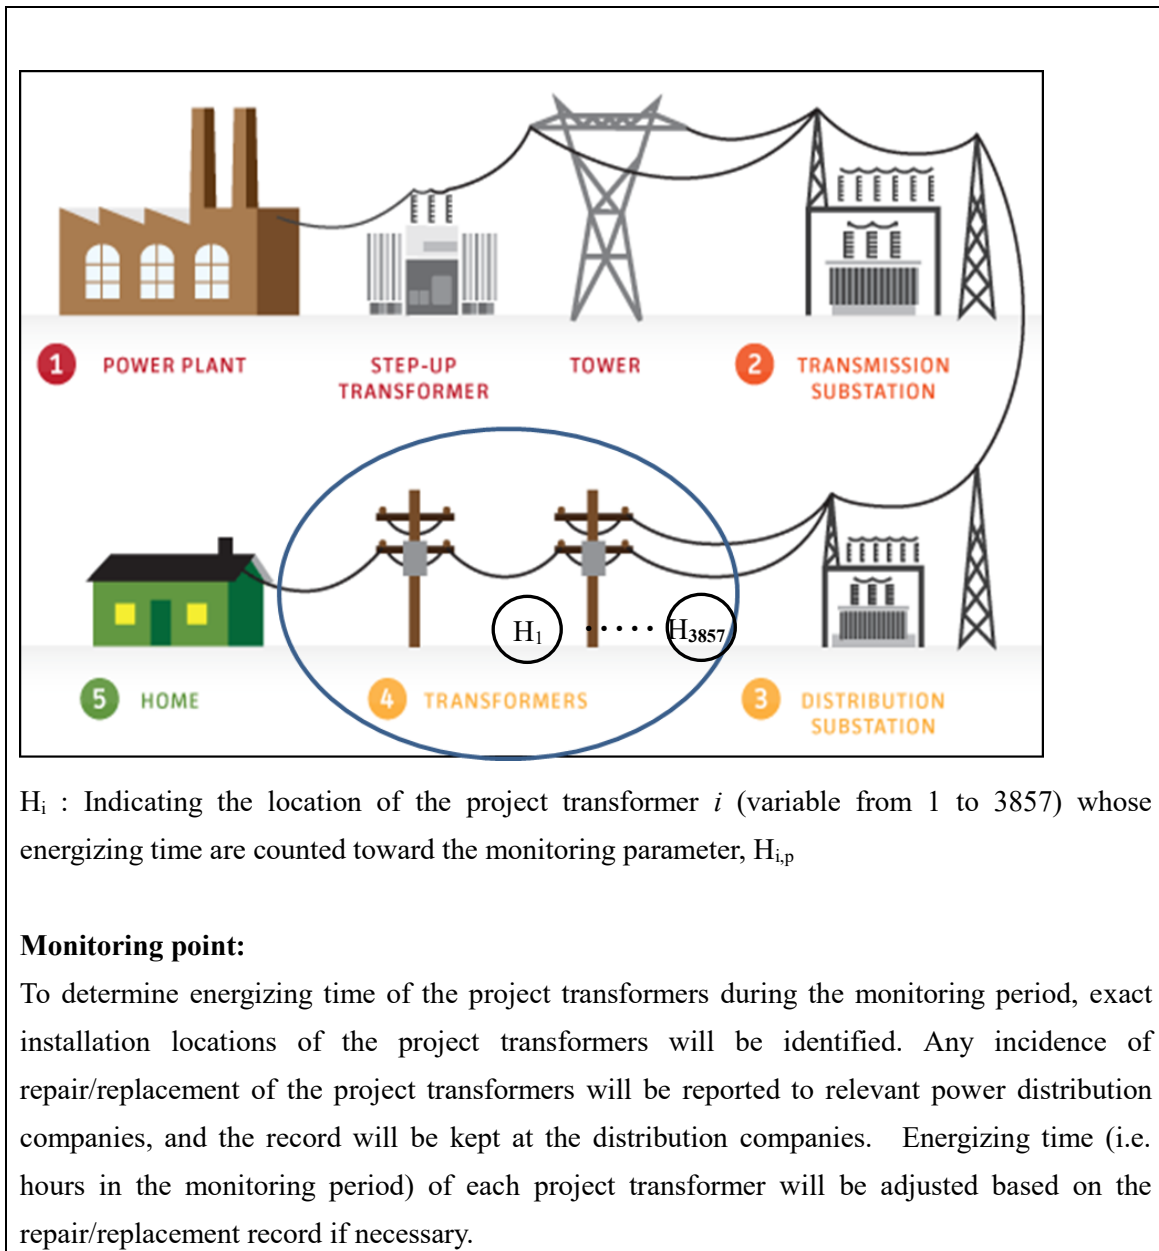 1 POWER PLANT
STEP-UP
TRANSFORMER
TOWER
2 TRANSMISSION
SUBSTATION
H1 ····· H3857
5 HOME
4 TRANSFORMERS
3 DISTRIBUTION
SUBSTATION
Hi : Indicating the location of the project transformer i (variable from 1 to 3857) whose
energizing time are counted toward the monitoring parameter, Hi,p
Monitoring point:
To determine energizing time of the project transformers during the monitoring period, exact
installation locations of the project transformers will be identified. Any incidence of
repair/replacement of the project transformers will be reported to relevant power distribution
companies, and the record will be kept at the distribution companies. Energizing time (i.e.
hours in the monitoring period) of each project transformer will be adjusted based on the
repair/replacement record if necessary.